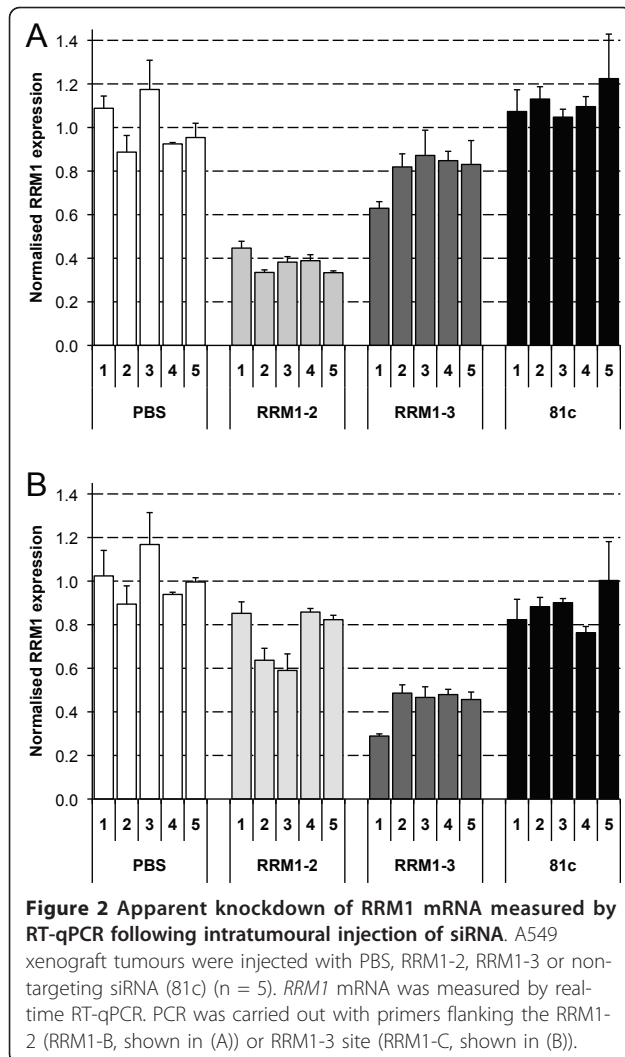 A
Normalised RRM1 expression
1.4
1.2
1.0
0.8
0.6
0.4
0.2
0.0
1 2 3 4 5 1 2 3 4 5 1 2 3 4 5 1 2 3 4 5
PBS RRM1-2 RRM1-3 81c
B
Normalised RRM1 expression
1.4
1.2
1.0
0.8
0.6
0.4
0.2
0.0
1 2 3 4 5 1 2 3 4 5 1 2 3 4 5 1 2 3 4 5
PBS RRM1-2 RRM1-3 81c
Figure 2 Apparent knockdown of RRM1 mRNA measured by
RT-qPCR following intratumoural injection of siRNA. A549
xenograft tumours were injected with PBS, RRM1-2, RRM1-3 or non-
targeting siRNA (81c) (n = 5). RRM1 mRNA was measured by real-
time RT-qPCR. PCR was carried out with primers flanking the RRM1-
2 (RRM1-B, shown in (A)) or RRM1-3 site (RRM1-C, shown in (B)).